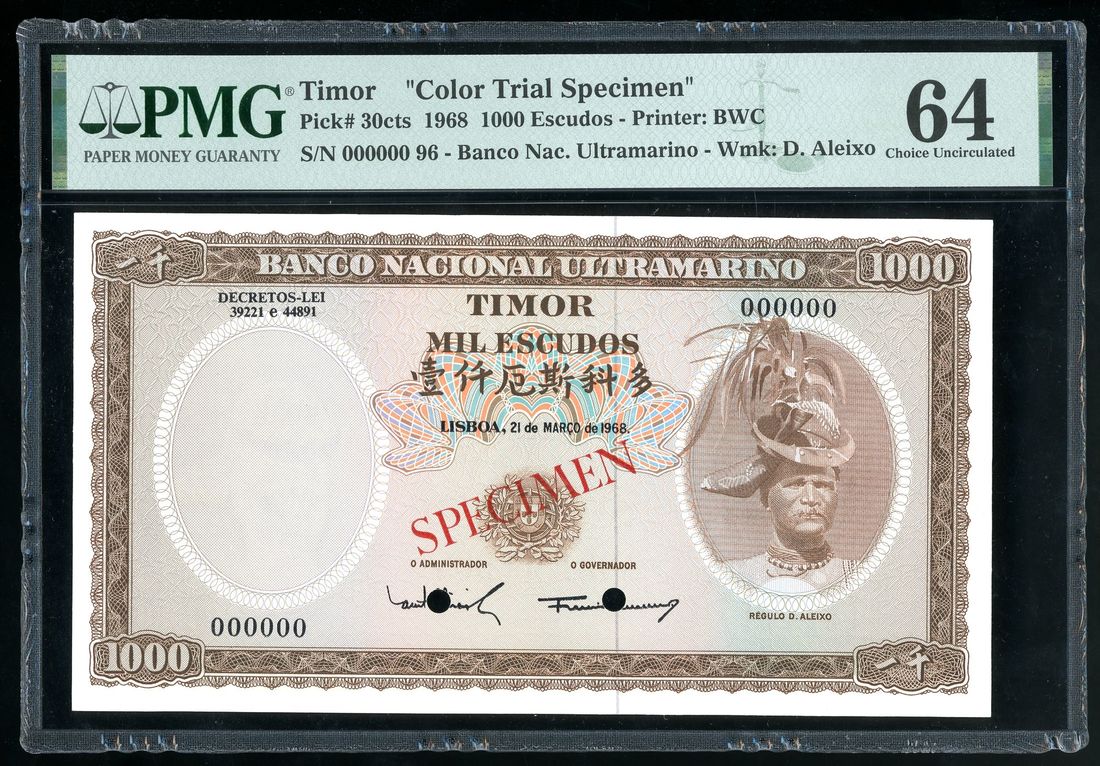 PMG®
PAPER MONEY GUARANTY
Timor "Color Trial Specimen"
Pick# 30cts 1968 1000 Escudos - Printer: BWC
S/N 000000 96 - Banco Nac. Ultramarino - Wmk: D. Aleixo
64
Choice Uncirculated
一千
BANCO NACIONAL ULTRAMARINO
1000
DECRETOS-LEI
39221 e 44891
TIMOR
000000
MIL ESCUDOS
壹仟厄斯科多
LISBOA, 21 de MARÇO de 1968.
SPECIMEN
O ADMINISTRADOR
O GOVERNADOR
RÉGULO D. ALEIXO
000000
1000
一千